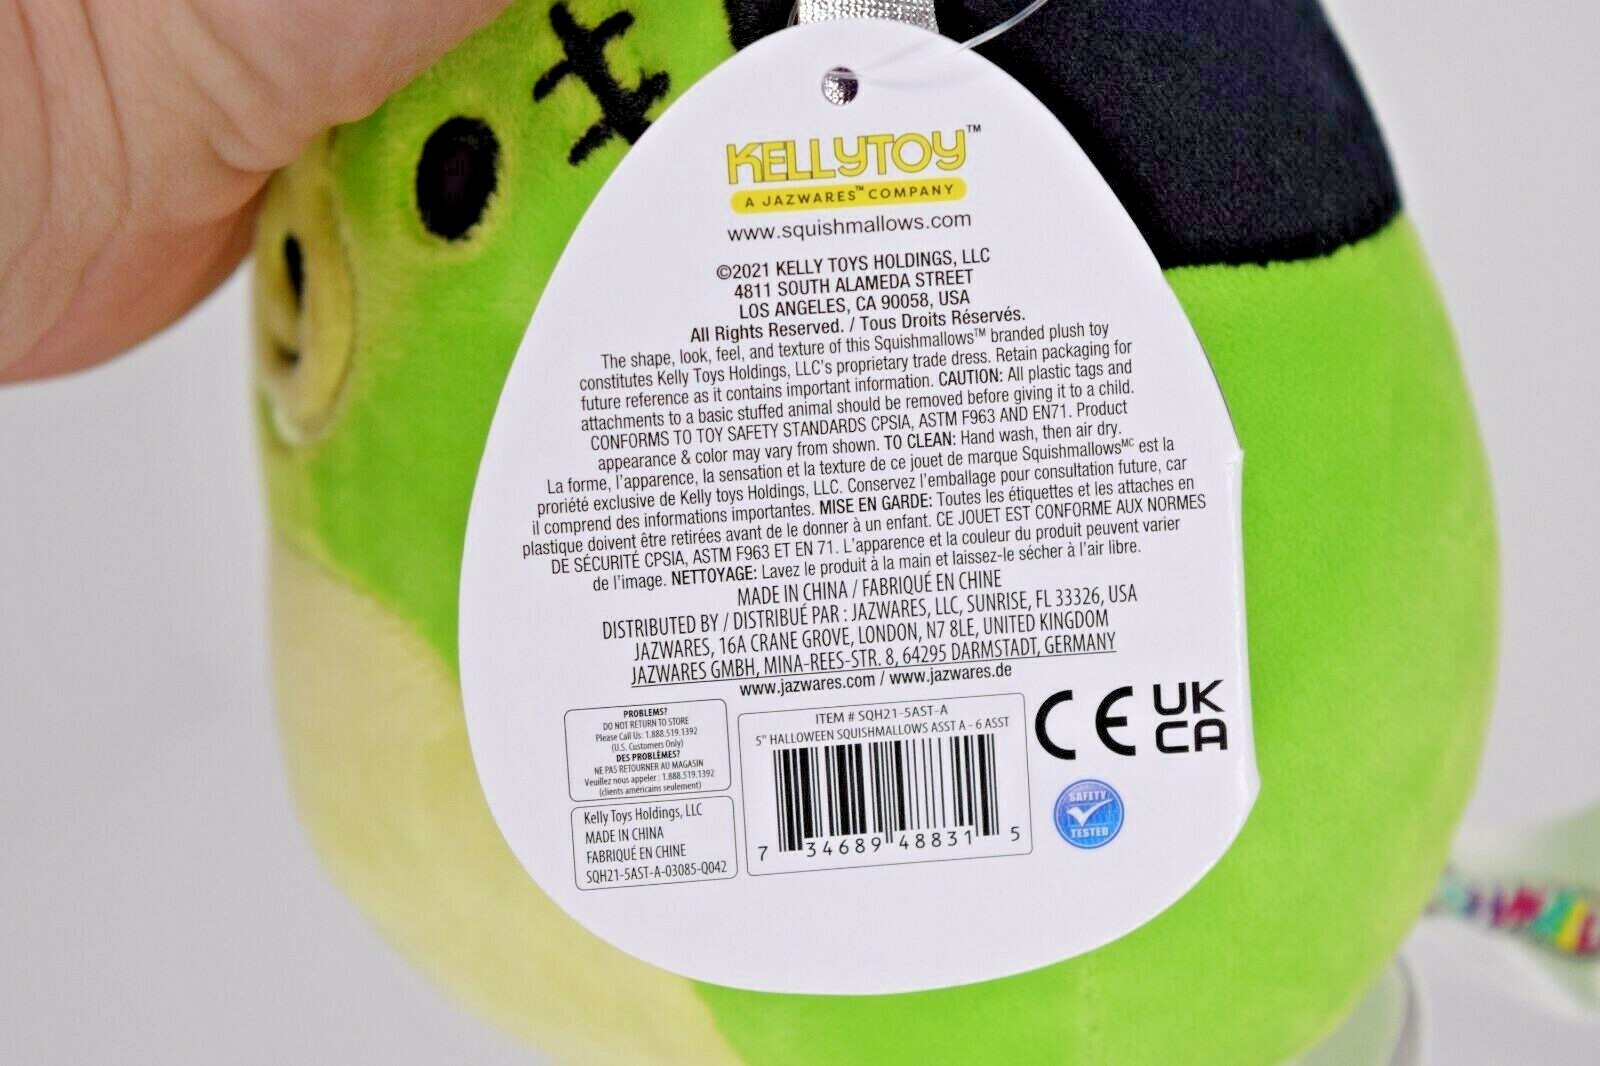 KELLYTOY™
A JAZWARES™ COMPANY
www.squishmallows.com
©2021 KELLY TOYS HOLDINGS, LLC
4811 SOUTH ALAMEDA STREET
LOS ANGELES, CA 90058, USA
All Rights Reserved. / Tous Droits Réservés.
The shape, look, feel, and texture of this Squishmallows™ branded plush toy
constitutes Kelly Toys Holdings, LLC's proprietary trade dress. Retain packaging for
future reference as it contains important information. CAUTION: All plastic tags and
attachments to a basic stuffed animal should be removed before giving it to a child.
CONFORMS TO TOY SAFETY STANDARDS CPSIA, ASTM F963 AND EN71. Product
appearance & color may vary from shown. TO CLEAN: Hand wash, then air dry.
La forme, l'apparence, la sensation et la texture de ce jouet de marque Squishmallowsᴹᶜ est la
proriété exclusive de Kelly toys Holdings, LLC. Conservez l'emballage pour consultation future, car
il comprend des informations importantes. MISE EN GARDE: Toutes les étiquettes et les attaches en
plastique doivent être retirées avant de le donner à un enfant. CE JOUET EST CONFORME AUX NORMES
DE SÉCURITÉ CPSIA, ASTM F963 ET EN 71. L'apparence et la couleur du produit peuvent varier
de l'image. NETTOYAGE: Lavez le produit à la main et laissez-le sécher à l'air libre.
MADE IN CHINA / FABRIQUÉ EN CHINE
DISTRIBUTED BY / DISTRIBUÉ PAR : JAZWARES, LLC, SUNRISE, FL 33326, USA
JAZWARES, 16A CRANE GROVE, LONDON, N7 8LE, UNITED KINGDOM
JAZWARES GMBH, MINA-REES-STR. 8, 64295 DARMSTADT, GERMANY
www.jazwares.com / www.jazwares.de
PROBLEMS?
DO NOT RETURN TO STORE
Please Call Us: 1.888.519.1392
(U.S. Customers Only)
DES PROBLÈMES?
NE PAS RETOURNER AU MAGASIN
Veuillez nous appeler : 1.888.519.1392
(clients américains seulement)
Kelly Toys Holdings, LLC
MADE IN CHINA
FABRIQUÉ EN CHINE
SQH21-5AST-A-03085-Q042
ITEM # SQH21-5AST-A
5" HALLOWEEN SQUISHMALLOWS ASST A - 6 ASST
7 34689 48831 5
CE
UK
CA
SAFETY
TESTED